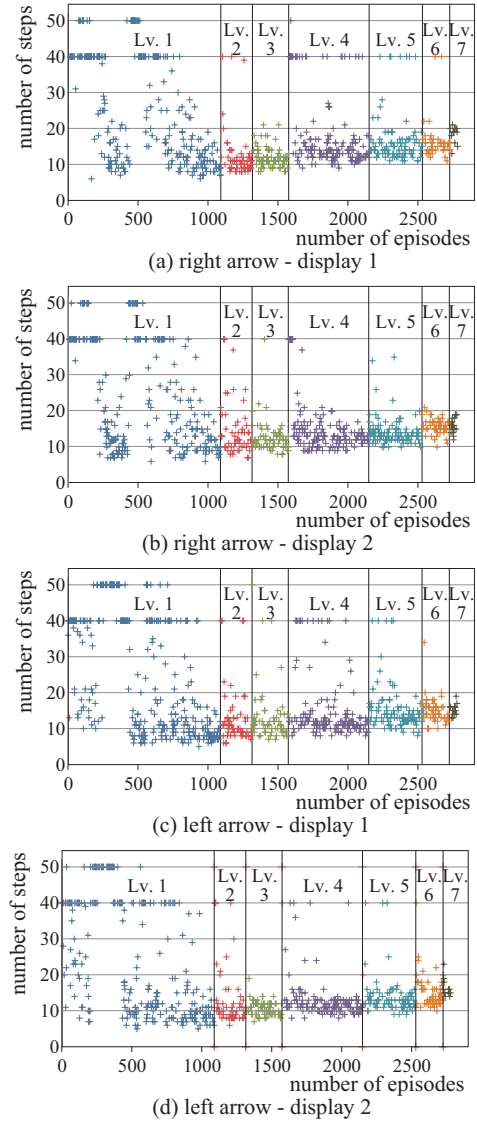 number of steps
50
40
30
20
10
0
Lv. 1
Lv. 2
Lv. 3
Lv. 4
Lv. 5
Lv. 6
Lv. 7
0 500 1000 1500 2000 2500
number of episodes
(a) right arrow - display 1
number of steps
50
40
30
20
10
0
Lv. 1
Lv. 2
Lv. 3
Lv. 4
Lv. 5
Lv. 6
Lv. 7
0 500 1000 1500 2000 2500
number of episodes
(b) right arrow - display 2
number of steps
50
40
30
20
10
0
Lv. 1
Lv. 2
Lv. 3
Lv. 4
Lv. 5
Lv. 6
Lv. 7
0 500 1000 1500 2000 2500
number of episodes
(c) left arrow - display 1
number of steps
50
40
30
20
10
0
Lv. 1
Lv. 2
Lv. 3
Lv. 4
Lv. 5
Lv. 6
Lv. 7
0 500 1000 1500 2000 2500
number of episodes
(d) left arrow - display 2